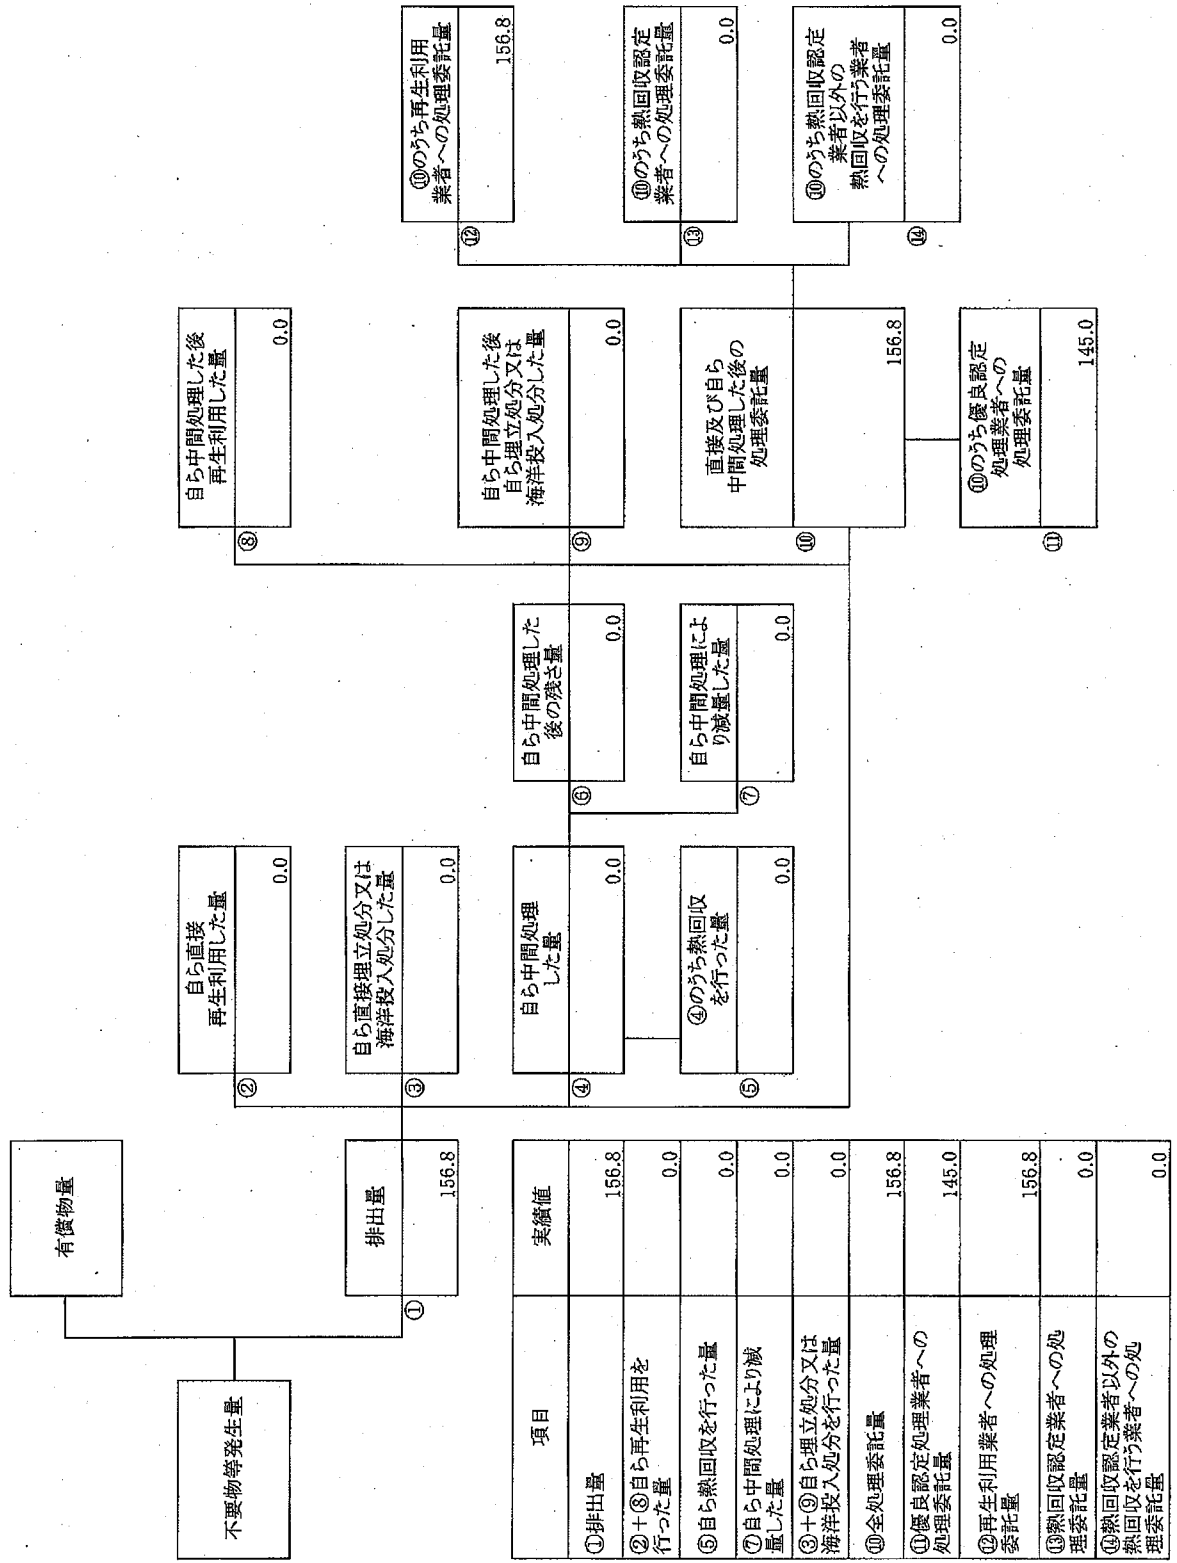 不要物等発生量
有償物量
排出量
①
156.8
自ら直接
再生利用した量
②
0.0
自ら直接埋立処分又は
海洋投入処分した量
③
0.0
自ら中間処理
した量
④
0.0
④のうち熱回収
を行った量
⑤
0.0
自ら中間処理した
後の残さ量
⑥
0.0
自ら中間処理によ
り減量した量
⑦
0.0
自ら中間処理した後
再生利用した量
⑧
0.0
自ら中間処理した後
自ら埋立処分又は
海洋投入処分した量
⑨
0.0
直接及び自ら
中間処理した後の
処理委託量
⑩
156.8
⑩のうち優良認定
処理業者への
処理委託量
⑪
145.0
⑩のうち再生利用
業者への処理委託量
⑫
156.8
⑩のうち熱回収認定
業者への処理委託量
⑬
0.0
⑩のうち熱回収認定
業者以外の
熱回収を行う業者
への処理委託量
⑭
0.0
項目 実績値
①排出量 156.8
②+⑧自ら再生利用を
行った量 0.0
⑤自ら熱回収を行った量 0.0
⑦自ら中間処理により減
量した量 0.0
③+⑨自ら埋立処分又は
海洋投入処分を行った量 0.0
⑩全処理委託量 156.8
⑪優良認定処理業者への
処理委託量 145.0
⑫再生利用業者への処理
委託量 156.8
⑬熱回収認定業者への処
理委託量 0.0
⑭熱回収認定業者以外の
熱回収を行う業者への処
理委託量 0.0